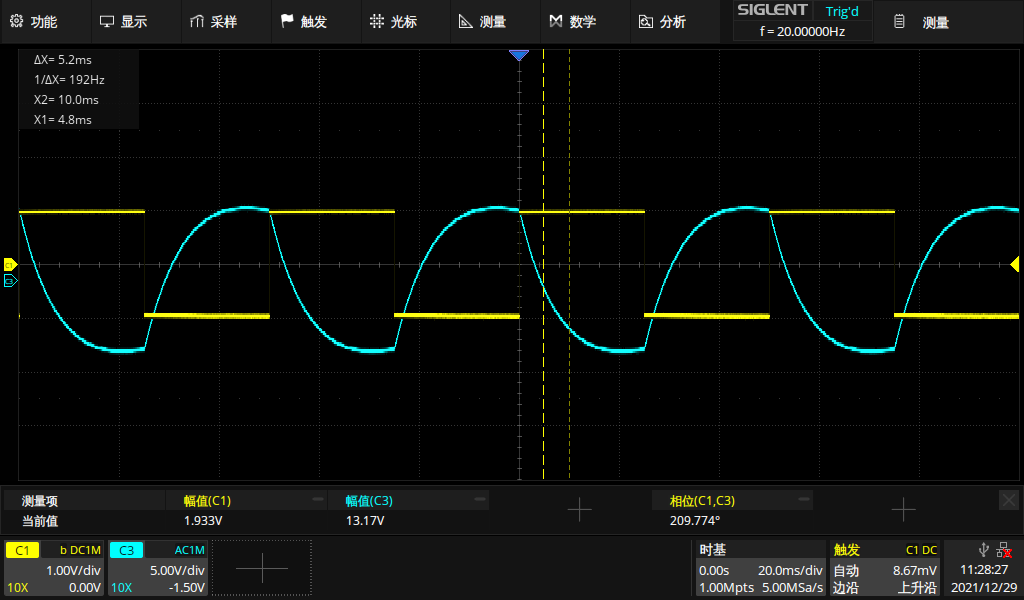 功能 显示 采样 触发 光标 测量 数学 分析 SIGLENT Trig'd 测量
f = 20.00000Hz
ΔX= 5.2ms
1/ΔX= 192Hz
X2= 10.0ms
X1= 4.8ms
C1
C3
测量项 幅值(C1) 幅值(C3) 相位(C1,C3)
当前值 1.933V 13.17V 209.774°
C1 b DC1M C3 AC1M 时基 触发 C1 DC
1.00V/div 5.00V/div 0.00s 20.0ms/div 自动 8.67mV 11:28:27
10X 0.00V 10X -1.50V 1.00Mpts 5.00MSa/s 边沿 上升沿 2021/12/29